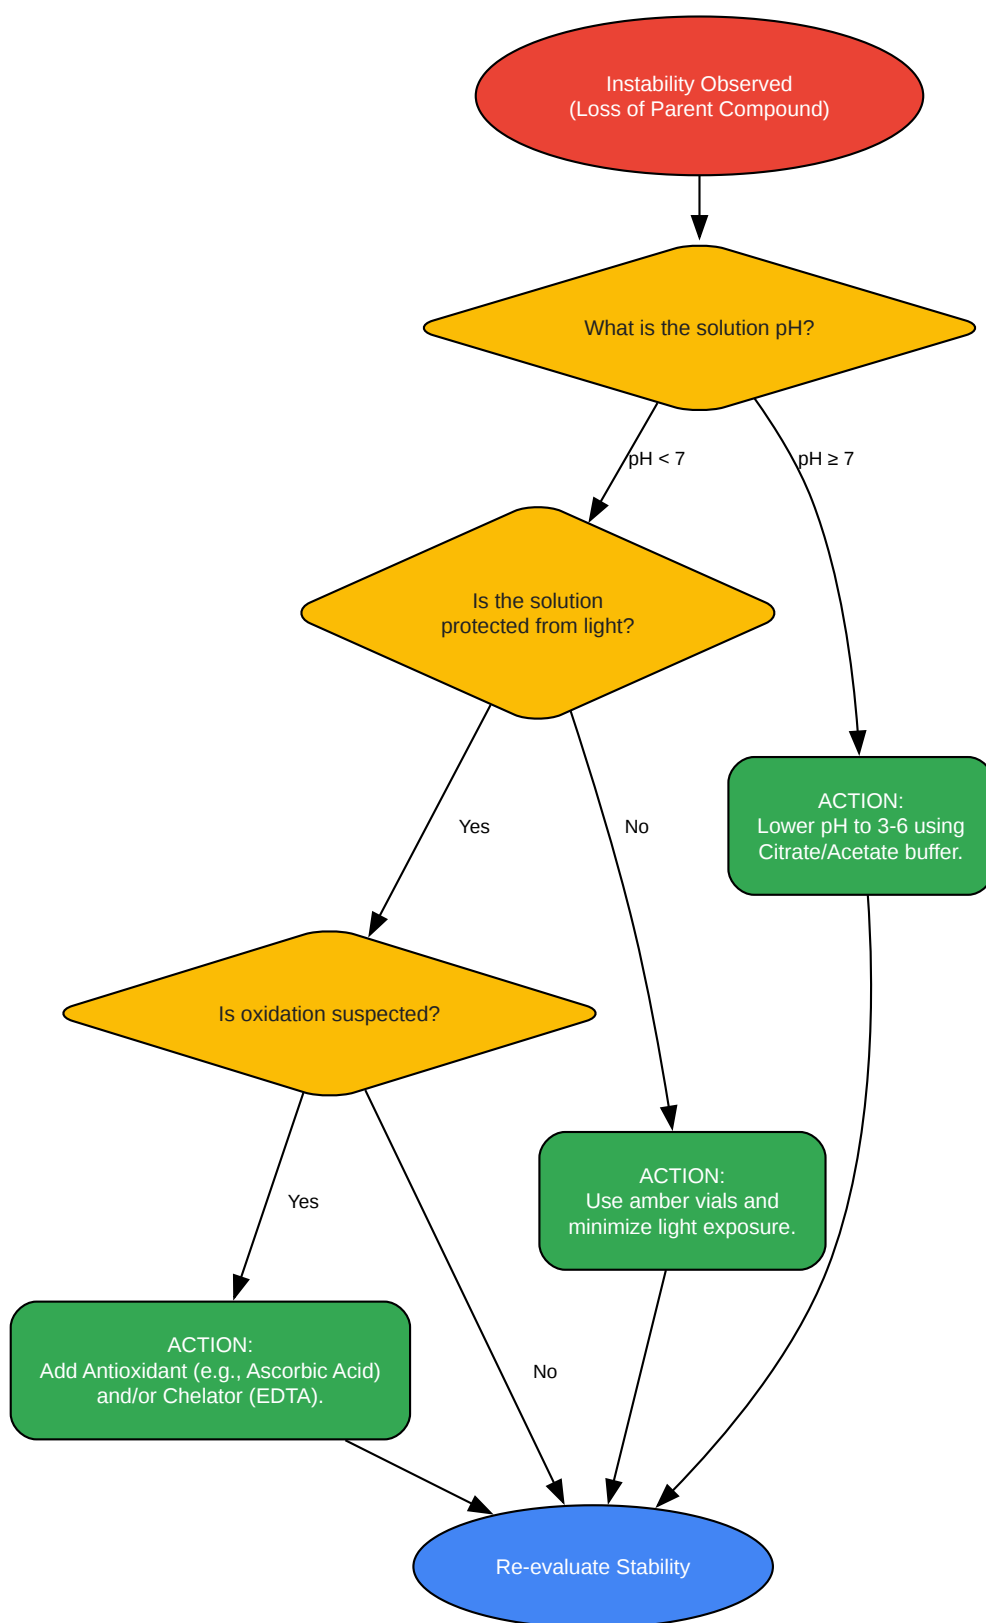 Instability Observed
(Loss of Parent Compound)
What is the solution pH?
pH < 7
pH ≥ 7
Is the solution
protected from light?
Yes
No
ACTION:
Lower pH to 3-6 using
Citrate/Acetate buffer.
Is oxidation suspected?
Yes
No
ACTION:
Use amber vials and
minimize light exposure.
ACTION:
Add Antioxidant (e.g., Ascorbic Acid)
and/or Chelator (EDTA).
Re-evaluate Stability